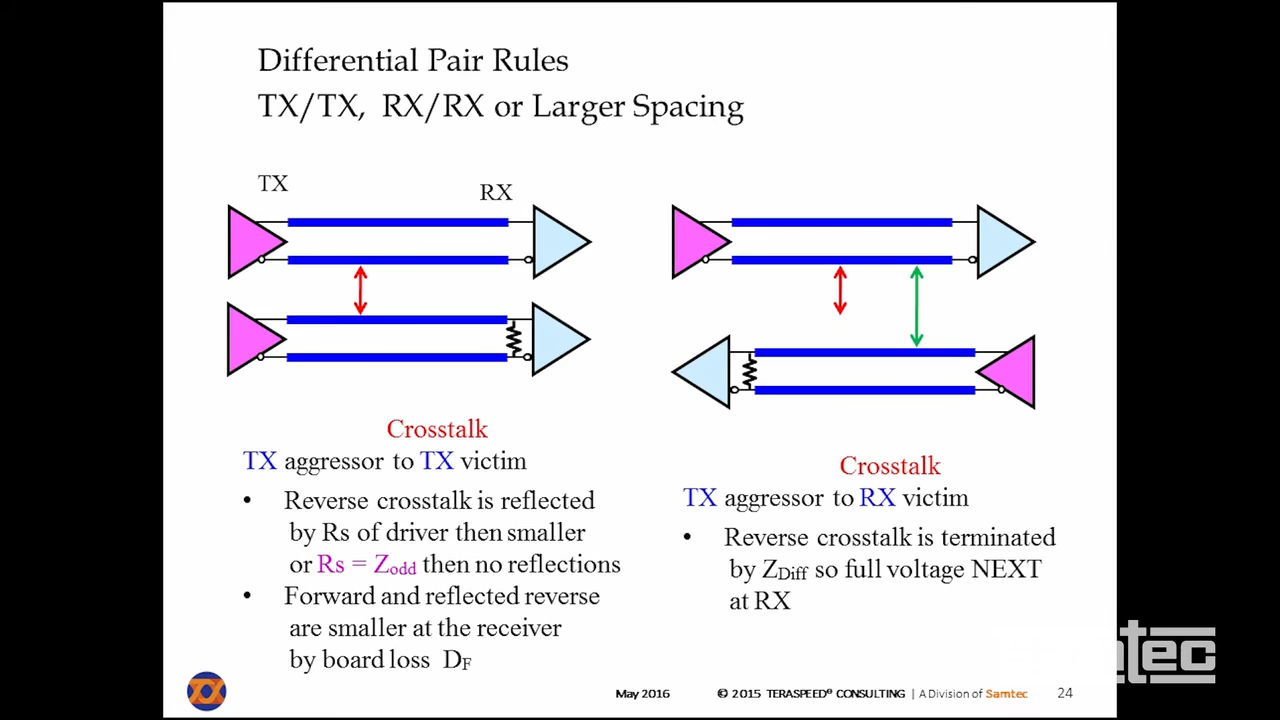 Differential Pair Rules
TX/TX, RX/RX or Larger Spacing
TX
RX
Crosstalk
TX aggressor to TX victim
• Reverse crosstalk is reflected
by Rs of driver then smaller
or Rs = Zodd then no reflections
• Forward and reflected reverse
are smaller at the receiver
by board loss DF
Crosstalk
TX aggressor to RX victim
• Reverse crosstalk is terminated
by ZDiff so full voltage NEXT
at RX
May 2016
© 2015 TERASPEED® CONSULTING | A Division of Samtec
24